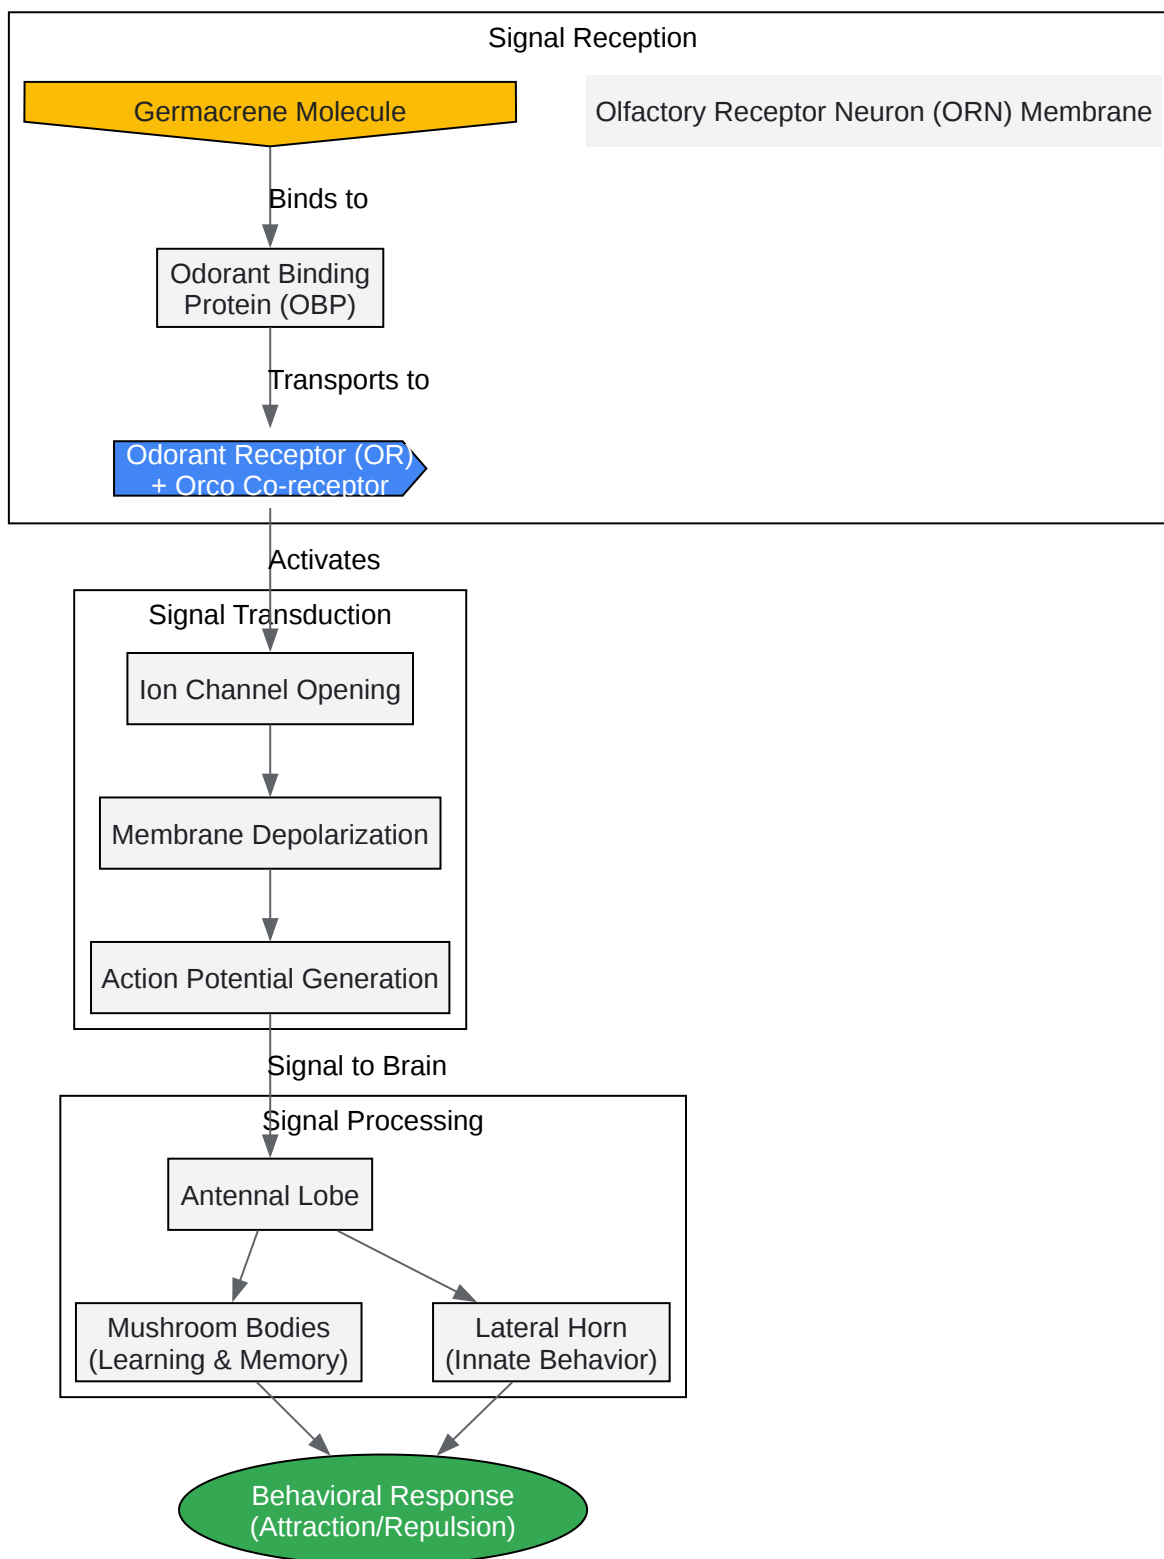 Signal Reception
Germacrene Molecule
Olfactory Receptor Neuron (ORN) Membrane
Binds to
Odorant Binding
Protein (OBP)
Transports to
Odorant Receptor (OR)
+ Orco Co-receptor
Activates
Signal Transduction
Ion Channel Opening
Membrane Depolarization
Action Potential Generation
Signal to Brain
Signal Processing
Antennal Lobe
Mushroom Bodies
(Learning & Memory)
Lateral Horn
(Innate Behavior)
Behavioral Response
(Attraction/Repulsion)